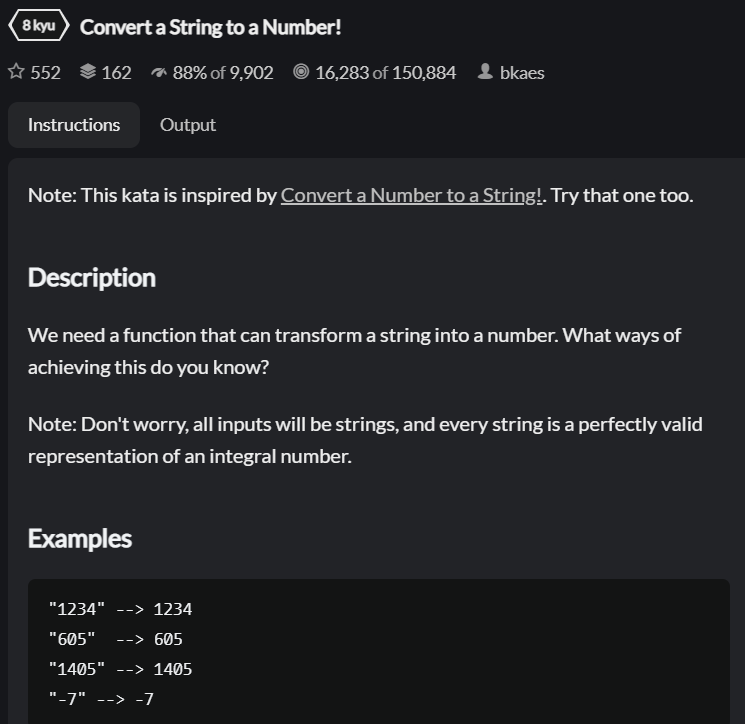 8 kyu Convert a String to a Number!
552 162 88% of 9,902 16,283 of 150,884 bkaes
Instructions Output
Note: This kata is inspired by Convert a Number to a String!. Try that one too.
Description
We need a function that can transform a string into a number. What ways of
achieving this do you know?
Note: Don't worry, all inputs will be strings, and every string is a perfectly valid
representation of an integral number.
Examples
"1234" --> 1234
"605"  --> 605
"1405" --> 1405
"-7" --> -7